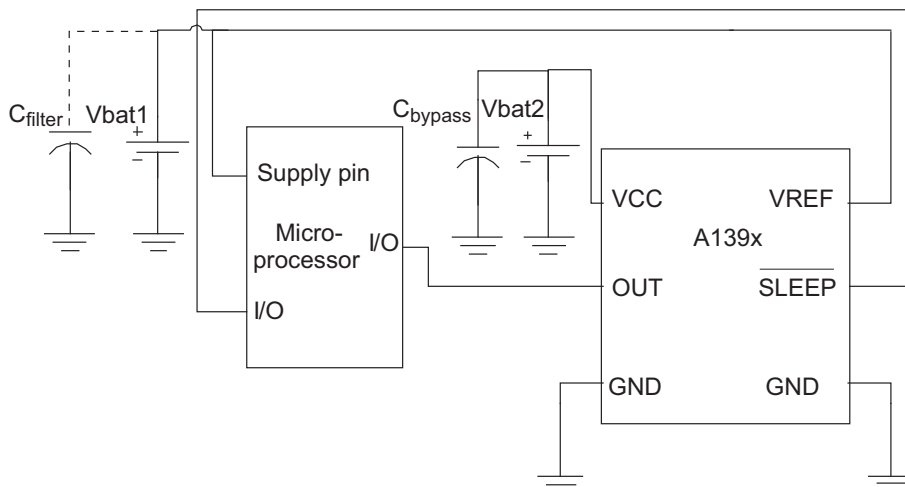 Cfilter
Vbat1
+
−
Cbypass
Vbat2
+
−
Supply pin
Micro-
processor
I/O
I/O
VCC
VREF
A139x
OUT
SLEEP
GND
GND